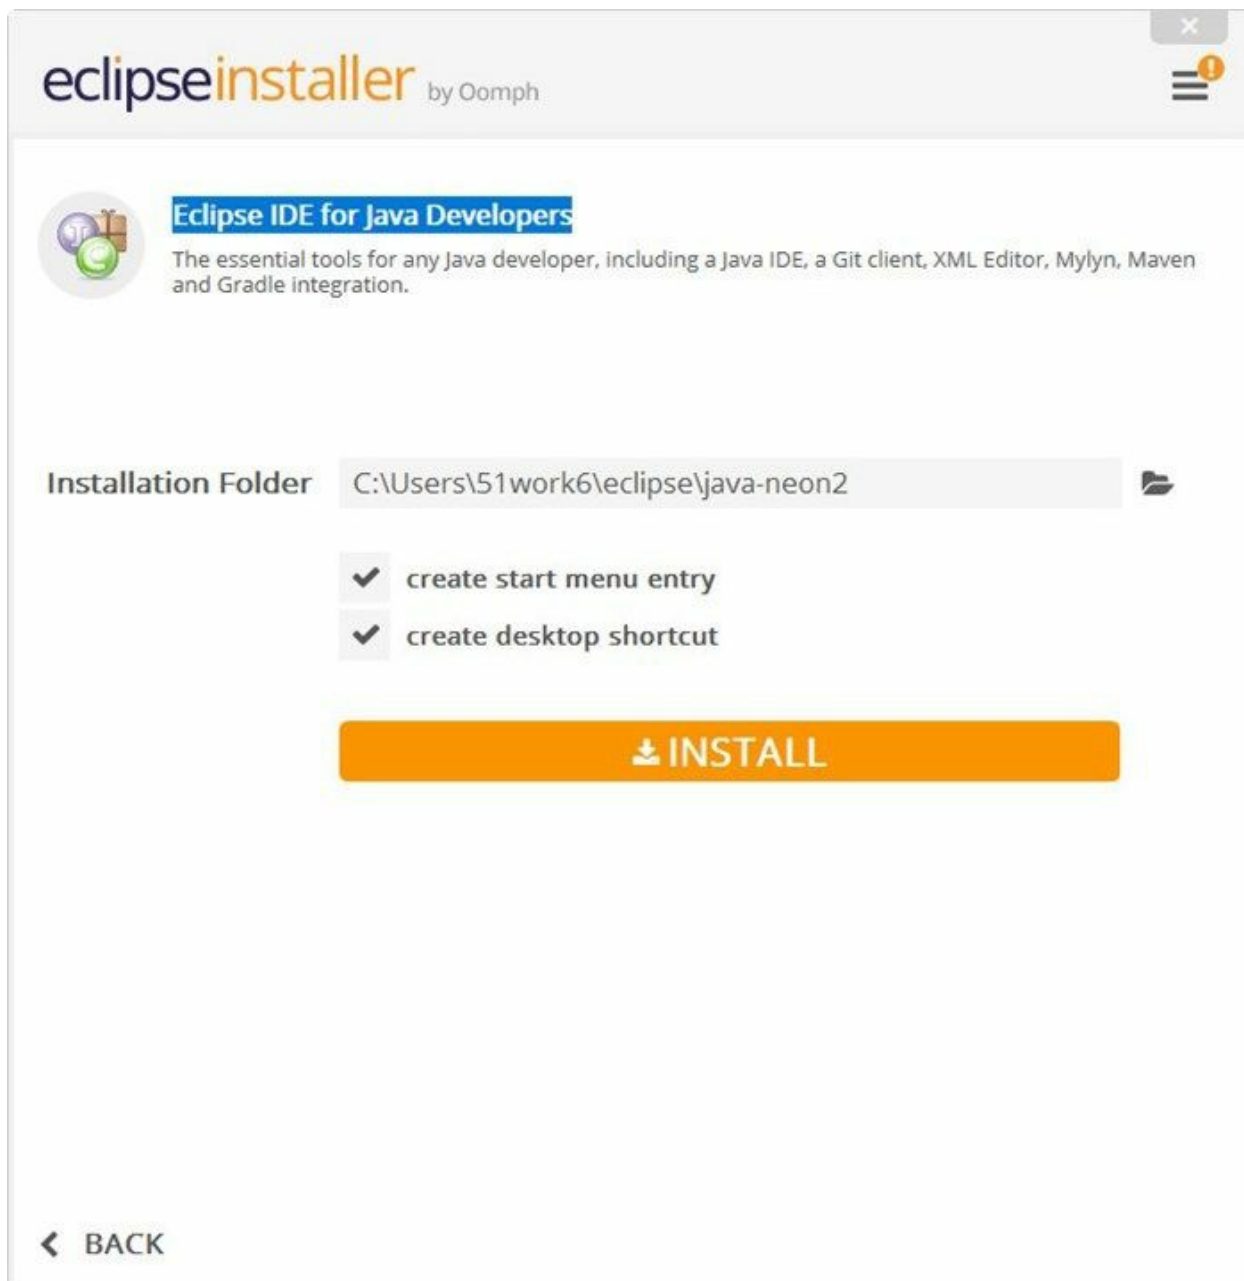 eclipseinstaller by Oomph
Eclipse IDE for Java Developers
The essential tools for any Java developer, including a Java IDE, a Git client, XML Editor, Mylyn, Maven
and Gradle integration.
Installation Folder C:\Users\51work6\eclipse\java-neon2
create start menu entry
create desktop shortcut
INSTALL
BACK